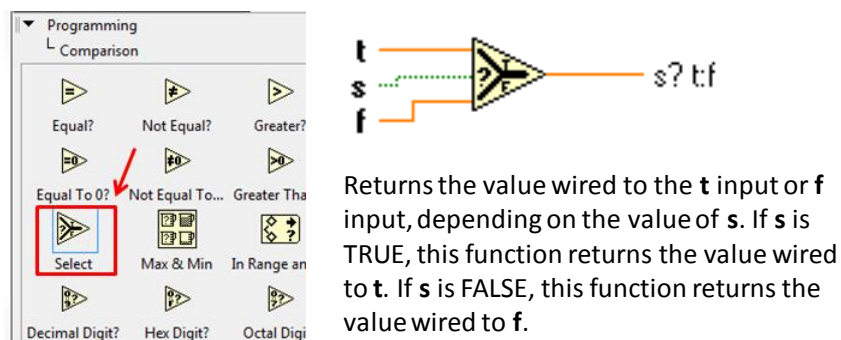 Programming
Comparison
= ≠ >
Equal? Not Equal? Greater?
=0 ≠0 >0
Equal To 0? Not Equal To... Greater Tha
? T F
Select Max & Min In Range an
Decimal Digit? Hex Digit? Octal Digi
t
s
f
? T F
s? t:f
Returns the value wired to the t input or f
input, depending on the value of s. If s is
TRUE, this function returns the value wired
to t. If s is FALSE, this function returns the
value wired to f.